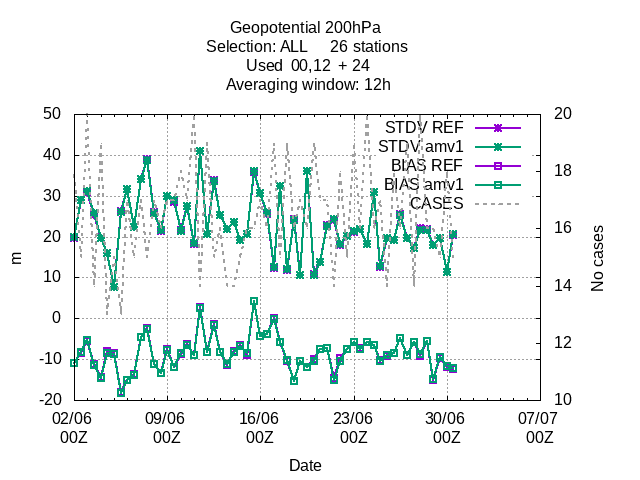 Geopotential 200hPa
Selection: ALL 26 stations
Used 00,12 + 24
Averaging window: 12h
50
40
30
20
10
0
-10
-20
m
20
18
16
14
12
10
No cases
STDV REF
STDV amv1
BIAS REF
BIAS amv1
CASES
02/06 09/06 16/06 23/06 30/06 07/07
00Z 00Z 00Z 00Z 00Z 00Z
Date